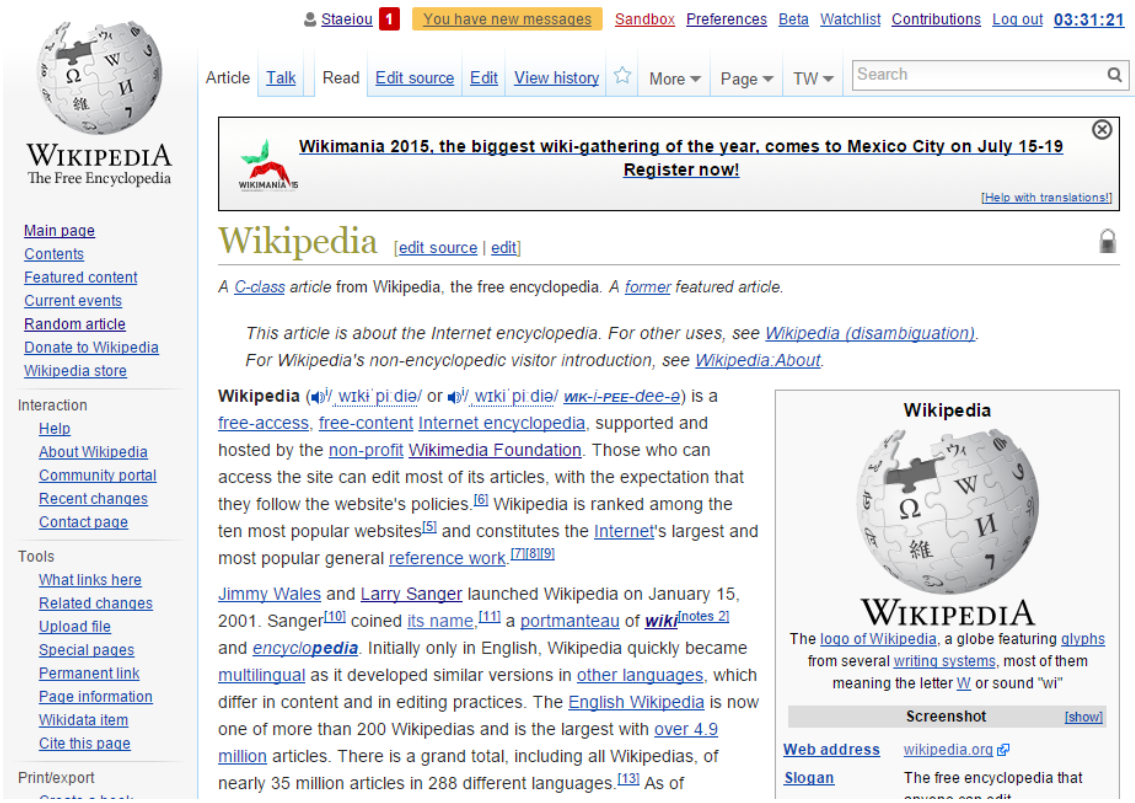 Staeiou 1 You have new messages Sandbox Preferences Beta Watchlist Contributions Log out 03:31:21
Article Talk Read Edit source Edit View history More Page TW Search
WIKIPEDIA
The Free Encyclopedia
Main page
Contents
Featured content
Current events
Random article
Donate to Wikipedia
Wikipedia store
Interaction
Help
About Wikipedia
Community portal
Recent changes
Contact page
Tools
What links here
Related changes
Upload file
Special pages
Permanent link
Page information
Wikidata item
Cite this page
Print/export
Create a book
WIKIMANÍA '15
Wikimania 2015, the biggest wiki-gathering of the year, comes to Mexico City on July 15-19
Register now!
[Help with translations!]
Wikipedia [edit source | edit]
A C-class article from Wikipedia, the free encyclopedia. A former featured article.
This article is about the Internet encyclopedia. For other uses, see Wikipedia (disambiguation).
For Wikipedia's non-encyclopedic visitor introduction, see Wikipedia:About.
Wikipedia (i/ˌwɪkɨˈpiːdiə/ or i/ˌwɪkiˈpiːdiə/ WIK-i-PEE-dee-ə) is a
free-access, free-content Internet encyclopedia, supported and
hosted by the non-profit Wikimedia Foundation. Those who can
access the site can edit most of its articles, with the expectation that
they follow the website's policies.[6] Wikipedia is ranked among the
ten most popular websites[5] and constitutes the Internet's largest and
most popular general reference work.[7][8][9]
Jimmy Wales and Larry Sanger launched Wikipedia on January 15,
2001. Sanger[10] coined its name,[11] a portmanteau of wiki[notes 2]
and encyclopedia. Initially only in English, Wikipedia quickly became
multilingual as it developed similar versions in other languages, which
differ in content and in editing practices. The English Wikipedia is now
one of more than 200 Wikipedias and is the largest with over 4.9
million articles. There is a grand total, including all Wikipedias, of
nearly 35 million articles in 288 different languages.[13] As of
Wikipedia
Ω W И 維 7
WIKIPEDIA
The logo of Wikipedia, a globe featuring glyphs
from several writing systems, most of them
meaning the letter W or sound "wi"
Screenshot [show]
Web address wikipedia.org
Slogan The free encyclopedia that
anyone can edit